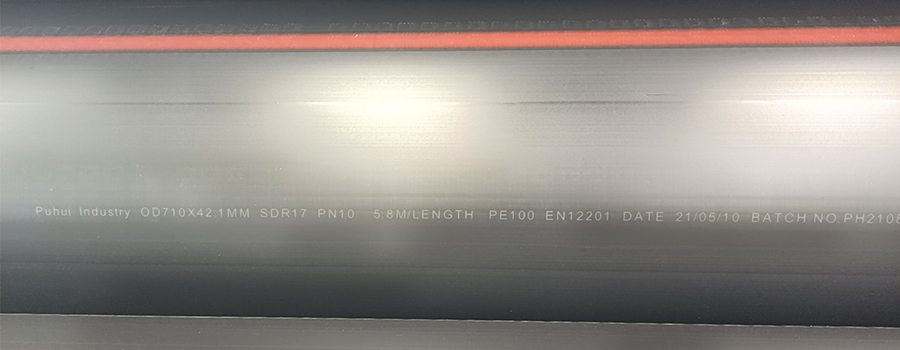 Puhui Industry OD710X42.1MM SDR17 PN10 5.8M/LENGTH PE100 EN12201 DATE 21/05/10 BATCH NO.PH2108